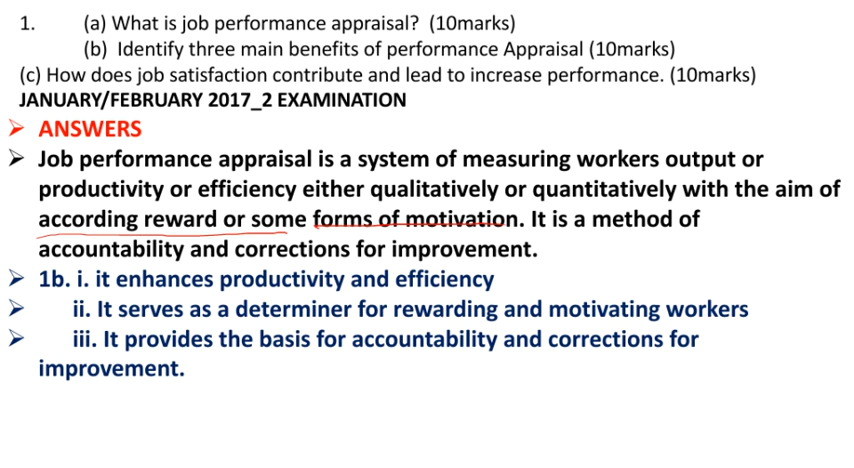 1. (a) What is job performance appraisal? (10marks)
(b) Identify three main benefits of performance Appraisal (10marks)
(c) How does job satisfaction contribute and lead to increase performance. (10marks)
JANUARY/FEBRUARY 2017_2 EXAMINATION
➢ ANSWERS
➢ Job performance appraisal is a system of measuring workers output or
productivity or efficiency either qualitatively or quantitatively with the aim of
according reward or some forms of motivation. It is a method of
accountability and corrections for improvement.
➢ 1b. i. it enhances productivity and efficiency
➢ ii. It serves as a determiner for rewarding and motivating workers
➢ iii. It provides the basis for accountability and corrections for
improvement.